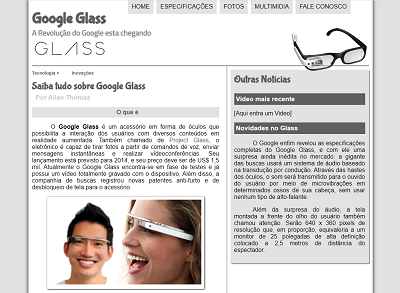 HOME ESPECIFICAÇÕES FOTOS MULTIMIDIA FALE CONOSCO
Google Glass
A Revolução do Google esta chegando
GLASS
Tecnologia » Inovações
Saiba tudo sobre Google Glass
Por Allan Thomaz
O que é
O Google Glass é um acessório em forma de óculos que
possibilita a interação dos usuários com diversos conteúdos em
realidade aumentada. Também chamado de Project Glass, o
eletrônico é capaz de tirar fotos a partir de comandos de voz, enviar
mensagens instantâneas e realizar vídeoconferências. Seu
lançamento está previsto para 2014, e seu preço deve ser de US$ 1,5
mil. Atualmente o Google Glass encontra-se em fase de testes e já
possui um vídeo totalmente gravado com o dispositivo. Além disso, a
companhia de buscas registrou novas patentes anti-furto e de
desbloqueio de tela para o acessório.
Outras Notícias
Video mais recente
[Aqui entra um Video]
Novidades no Glass
O Google enfim revelou as especificações
completas do Google Glass, e com ele uma
surpresa ainda inédita no mercado: a gigante
das buscas usará um sistema de áudio baseado
na transdução por condução. Através das hastes
dos óculos, o som será transmitido para o ouvido
do usuário por meio de microvibrações em
determinados ossos de sua cabeça, sem usar
nenhum tipo de alto-falante.
Além da surpresa do áudio, a tela
montada a frente do olho do usuário também
chamou atenção. Serão 640 x 360 pixels de
resolução que, em proporção, equivaleria a um
monitor de 25 polegadas de alta definição
colocado a 2,5 metros de distância do
espectador.